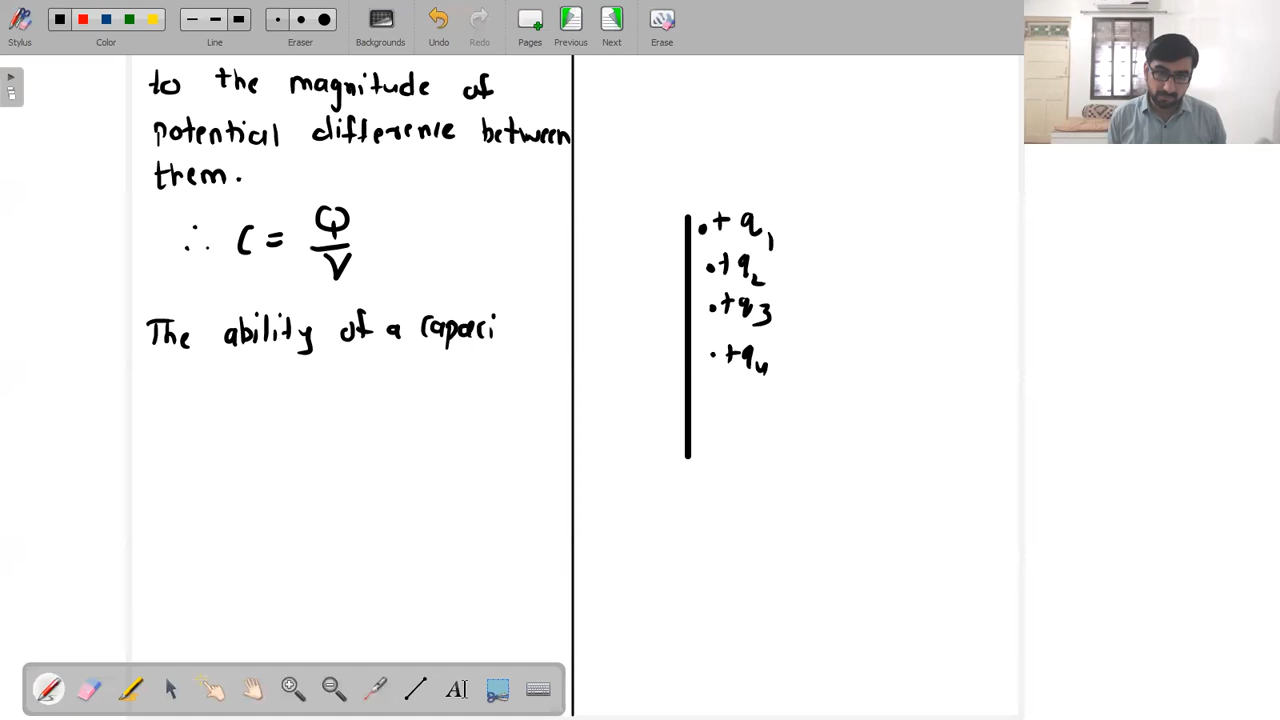 Stylus
Color
Line
Eraser
Backgrounds
Undo
Redo
Pages
Previous
Next
Erase
to the magnitude of
potential difference between
them.
∴ C = Q/V
The ability of a capaci
+ q1
+ q2
+ q3
+ q4
A